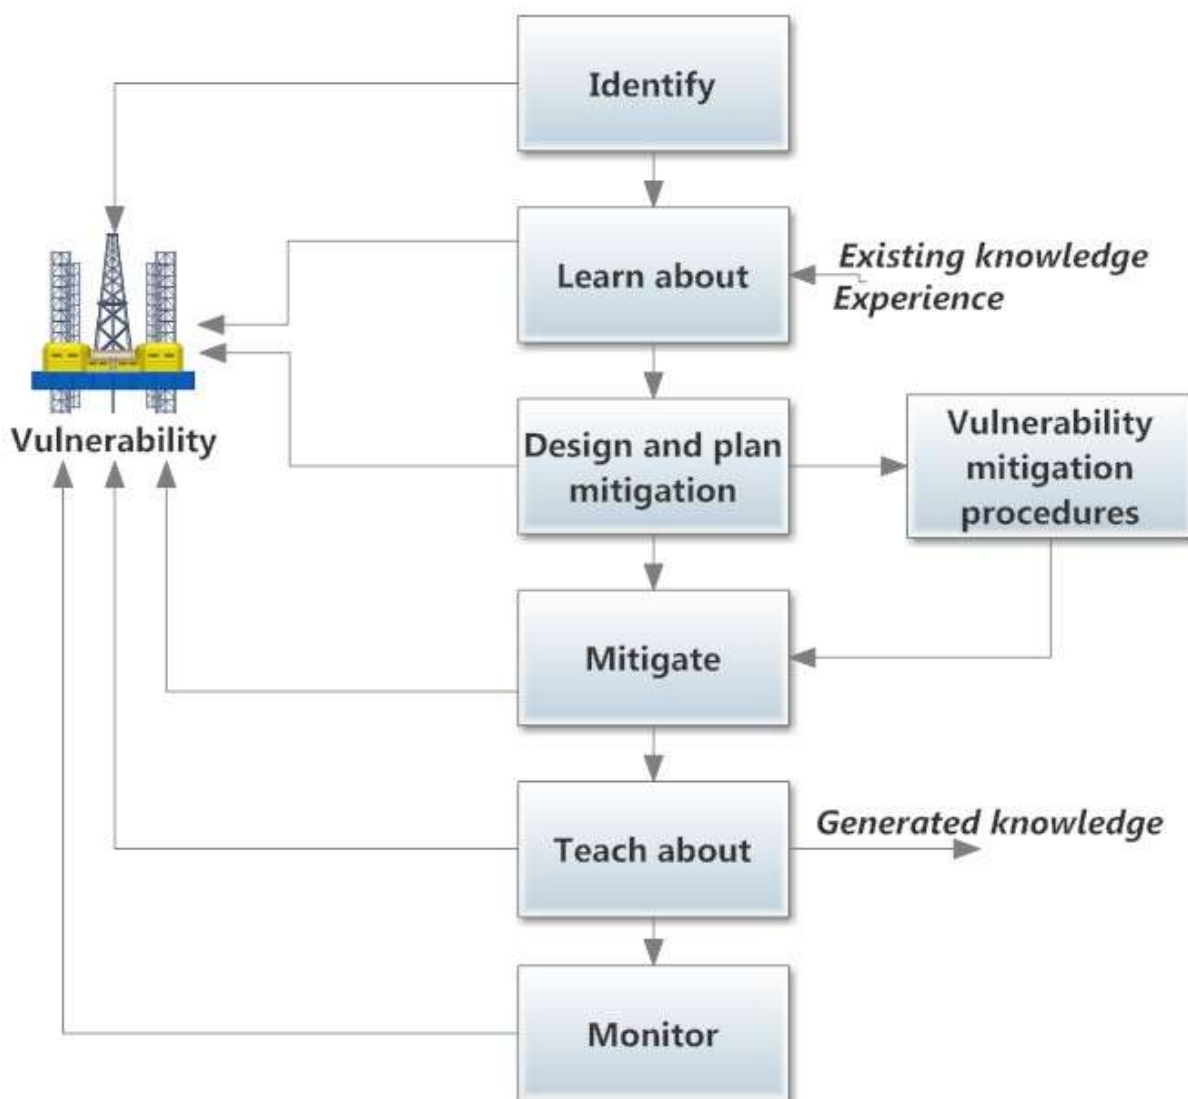 Identify
Learn about
Existing knowledge
Experience
Vulnerability
Design and plan
mitigation
Vulnerability
mitigation
procedures
Mitigate
Teach about
Generated knowledge
Monitor